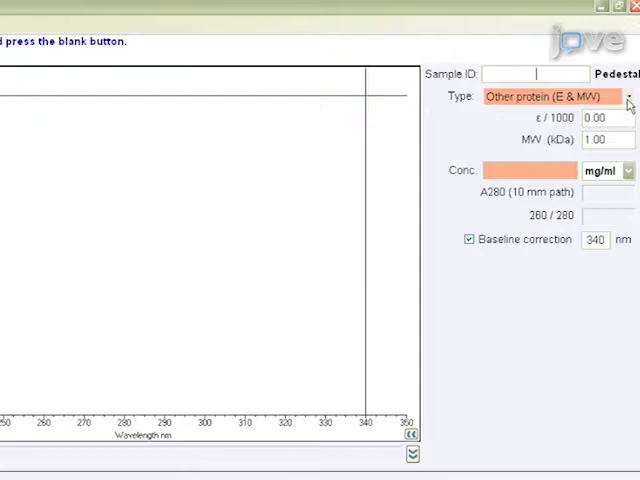 d press the blank button.
jove
Sample ID: Pedestal
Type: Other protein (E & MW)
ε / 1000 0.00
MW (kDa) 1.00
Conc. mg/ml
A280 (10 mm path)
260 / 280
Baseline correction 340 nm
250 260 270 280 290 300 310 320 330 340 350
Wavelength nm